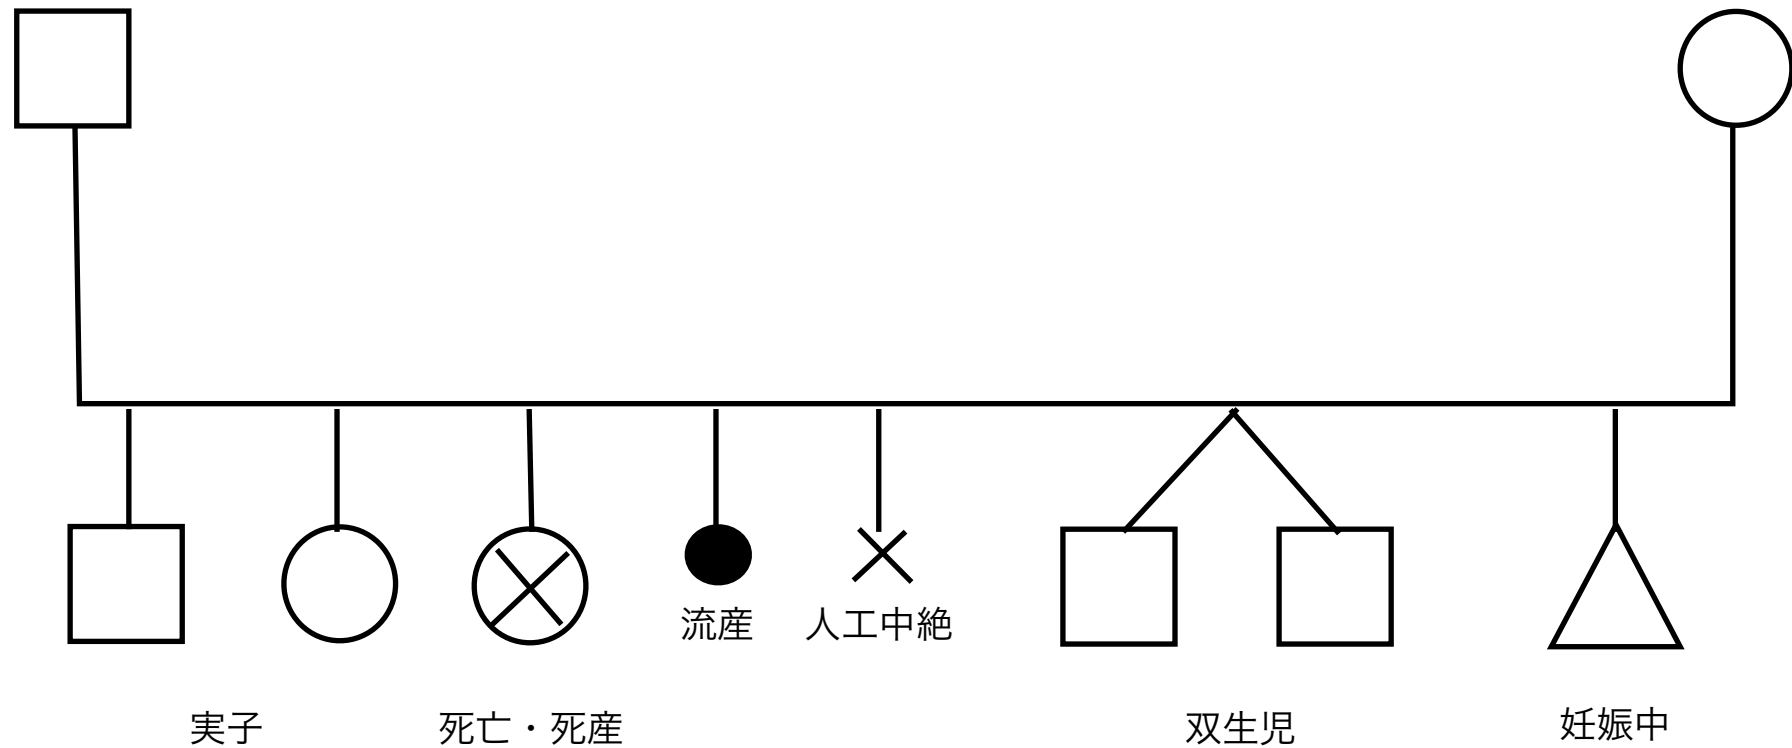 流産
人工中絶
実子
死亡・死産
双生児
妊娠中